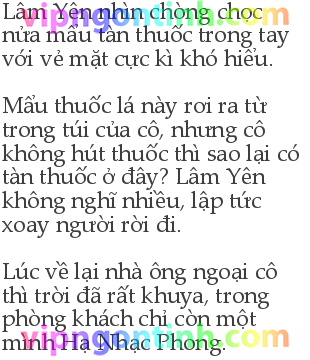 Lâm Yên nhìn chòng chọc
nửa mẩu tàn thuốc trong tay
với vẻ mặt cực kì khó hiểu.
Mẩu thuốc lá này rơi ra từ
trong túi của cô, nhưng cô
không hút thuốc thì sao lại có
tàn thuốc ở đây? Lâm Yên
không nghĩ nhiều, lập tức
xoay người rời đi.
Lúc về lại nhà ông ngoại cô
thì trời đã rất khuya, trong
phòng khách chỉ còn một
mình Hạ Nhạc Phong.
vipngontinh.com
vipngontinh.com